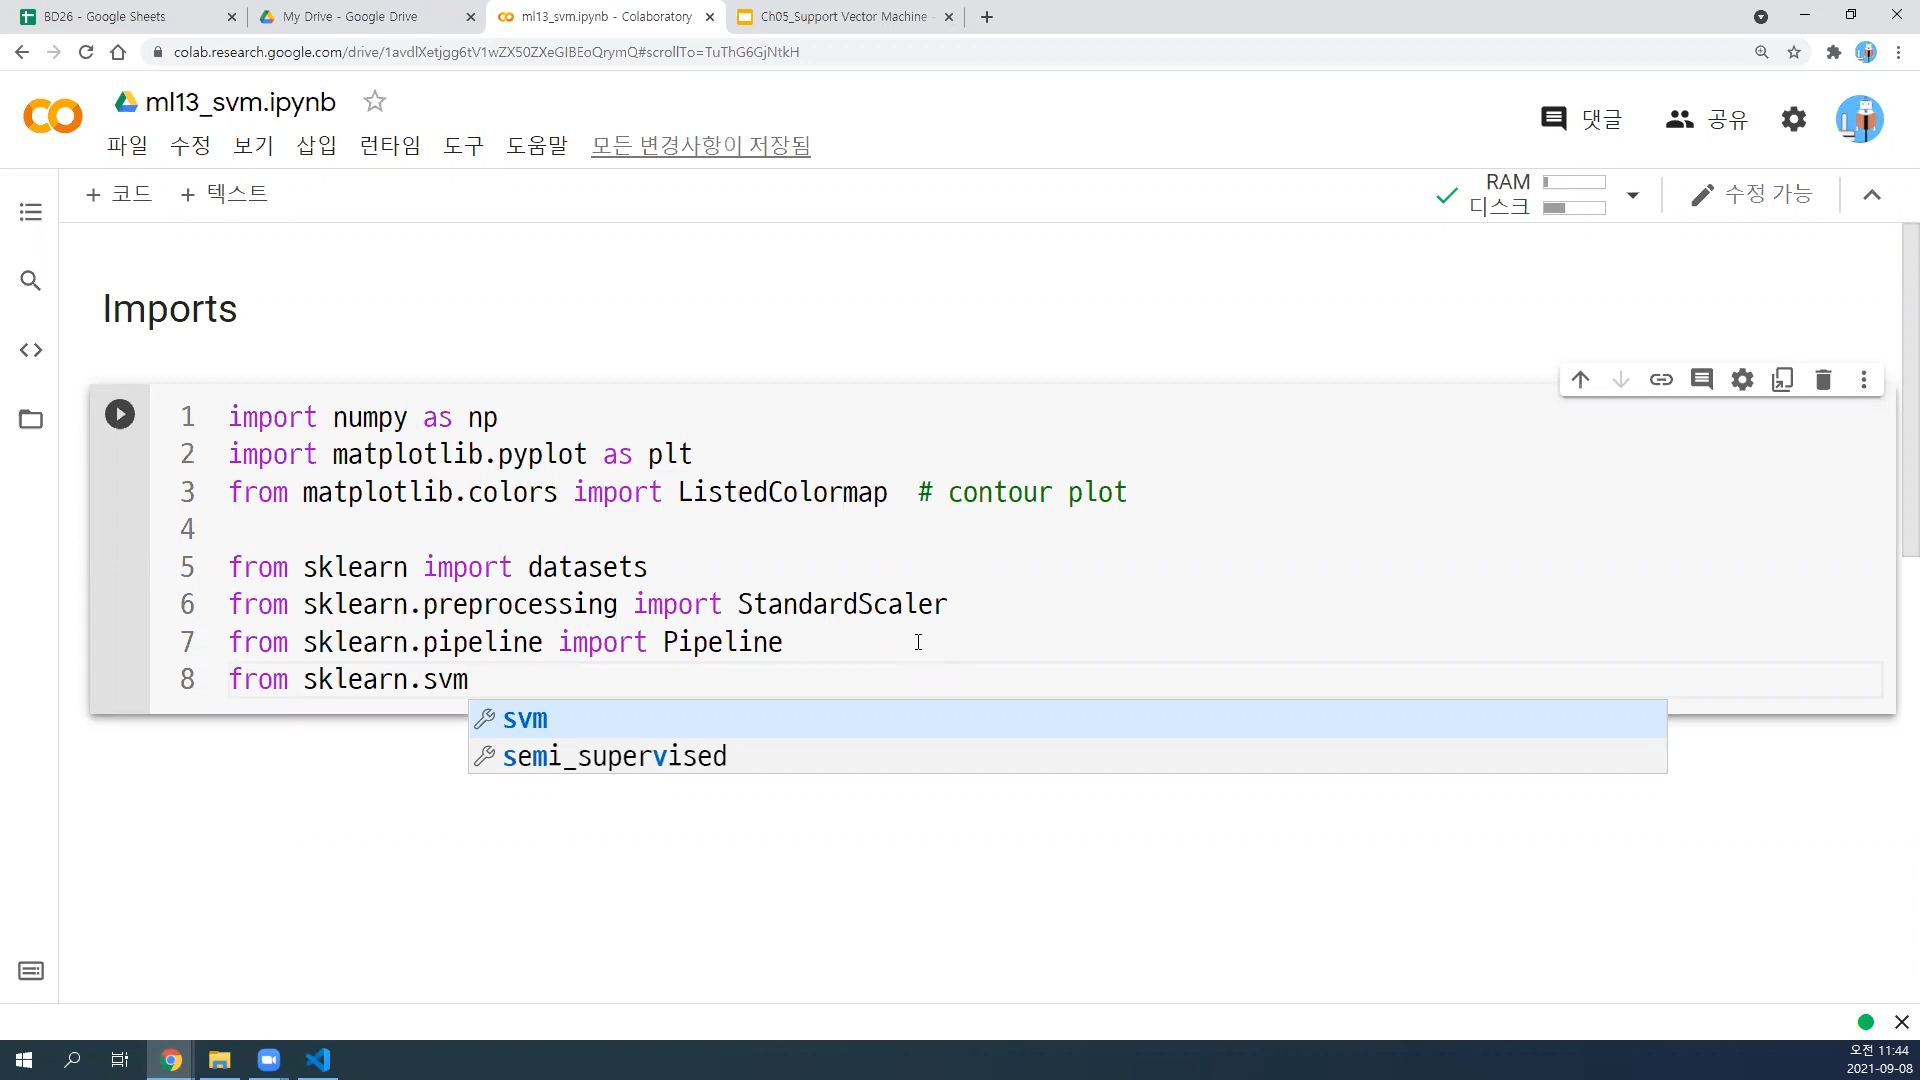 BD26 - Google Sheets
My Drive - Google Drive
ml13_svm.ipynb - Colaboratory
Ch05_Support Vector Machine -
colab.research.google.com/drive/1avdlXetjgg6tV1wZX50ZXeGIBEoQrymQ#scrollTo=TuThG6GjNtkH
CO
ml13_svm.ipynb
댓글
공유
파일 수정 보기 삽입 런타임 도구 도움말 모든 변경사항이 저장됨
+ 코드 + 텍스트
RAM
디스크
수정 가능
Imports
1 import numpy as np
2 import matplotlib.pyplot as plt
3 from matplotlib.colors import ListedColormap # contour plot
4
5 from sklearn import datasets
6 from sklearn.preprocessing import StandardScaler
7 from sklearn.pipeline import Pipeline
8 from sklearn.svm
svm
semi_supervised
오전 11:44
2021-09-08